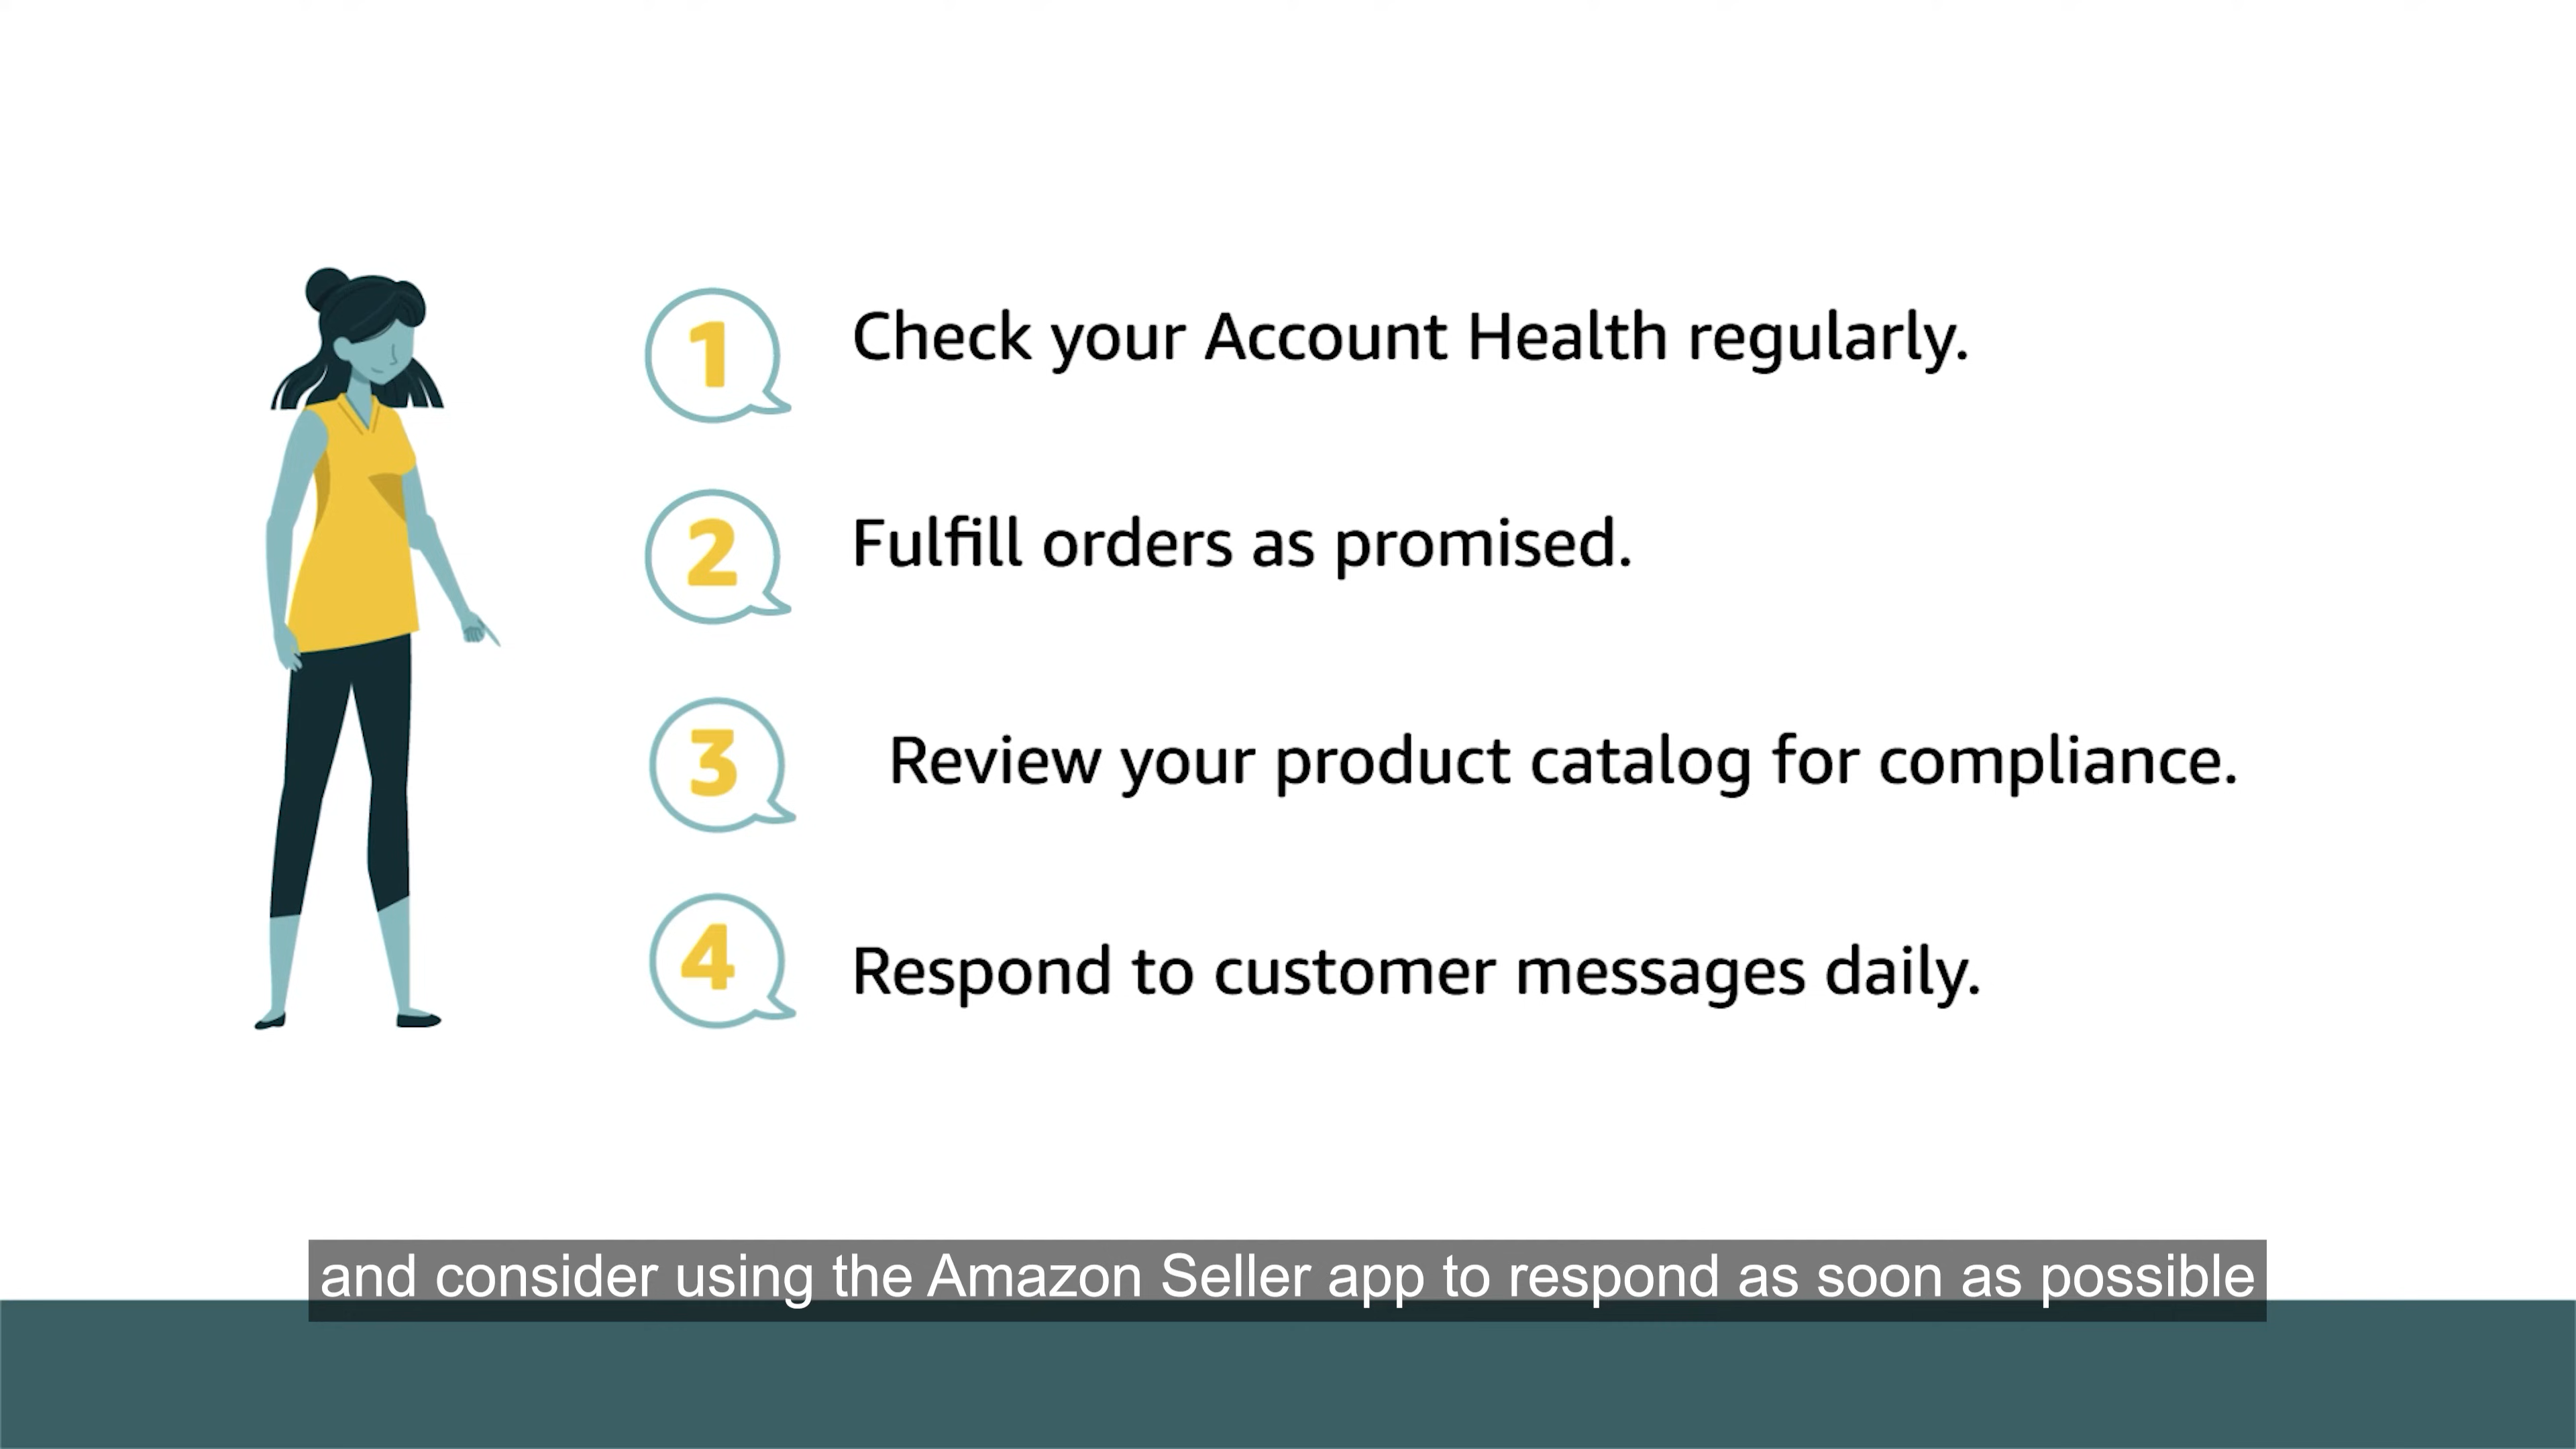 1 Check your Account Health regularly.
2 Fulfill orders as promised.
3 Review your product catalog for compliance.
4 Respond to customer messages daily.
and consider using the Amazon Seller app to respond as soon as possible